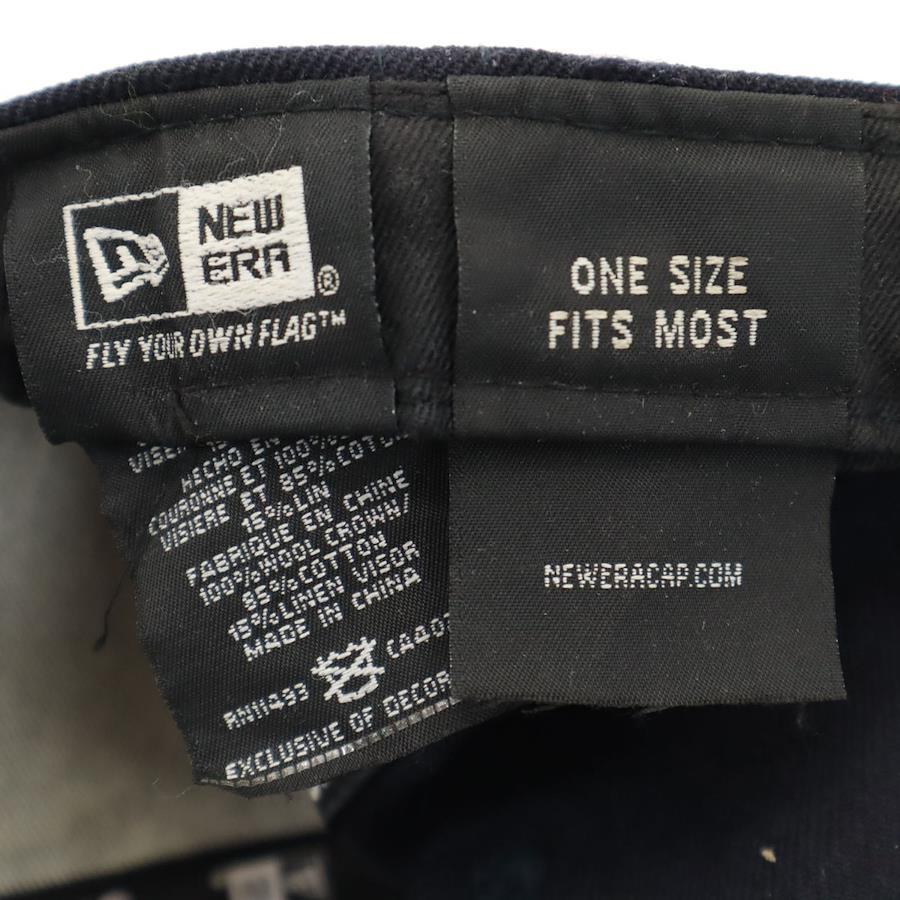 NEW
ERA
®
FLY YOUR OWN FLAG™
ONE SIZE
FITS MOST
HECHO EN
COURONNE ET 100%
VISIERE ET 85% COT
15% LIN
FABRIQUE EN CHINE
100% WOOL CROWN/
85% COTTON
15% LINEN VISOR
MADE IN CHINA
RN11493
EXCLUSIVE OF DECOR
NEWERACAP.COM